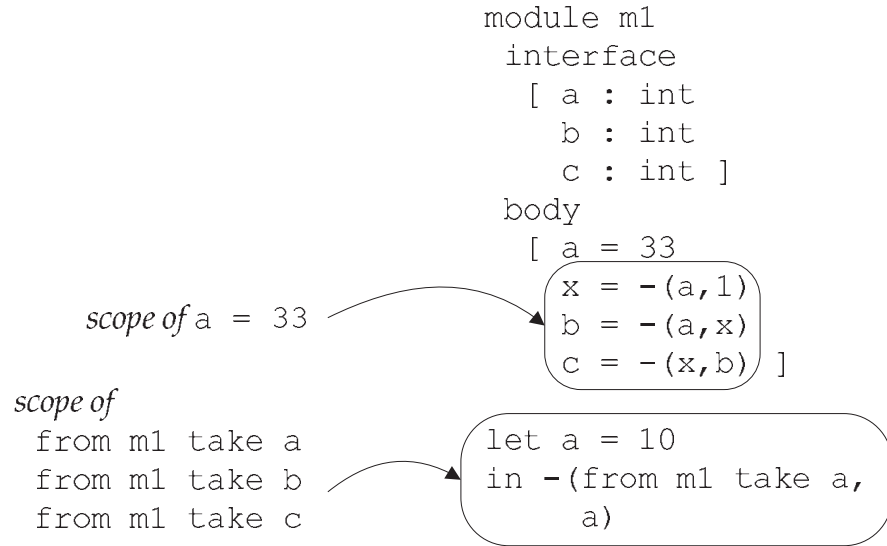 module m1
interface
[ a : int
b : int
c : int ]
body
[ a = 33
x = -(a,1)
scope of a = 33
b = -(a,x)
c = -(x,b) ]
scope of
from m1 take a
from m1 take b
from m1 take c
let a = 10
in -(from m1 take a,
a)